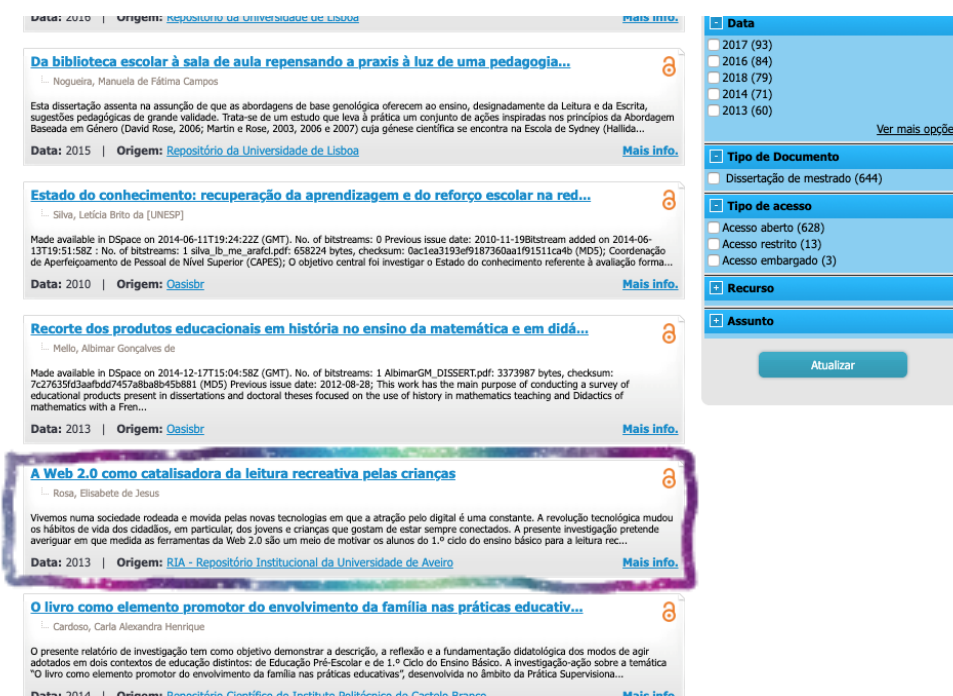 Data: 2016 | Origem: Repositório da Universidade de Lisboa Mais info.
Da biblioteca escolar à sala de aula repensando a praxis à luz de uma pedagogia...
Nogueira, Manuela de Fátima Campos
Esta dissertação assenta na assunção de que as abordagens de base genológica oferecem ao ensino, designadamente da Leitura e da Escrita,
sugestões pedagógicas de grande validade. Trata-se de um estudo que leva à prática um conjunto de ações inspiradas nos princípios da Abordagem
Baseada em Género (David Rose, 2006; Martin e Rose, 2003, 2006 e 2007) cuja génese científica se encontra na Escola de Sydney (Hallida...
Data: 2015 | Origem: Repositório da Universidade de Lisboa Mais info.
Estado do conhecimento: recuperação da aprendizagem e do reforço escolar na red...
Silva, Letícia Brito da [UNESP]
Made available in DSpace on 2014-06-11T19:24:22Z (GMT). No. of bitstreams: 0 Previous issue date: 2010-11-19Bitstream added on 2014-06-
13T19:51:58Z : No. of bitstreams: 1 silva_lb_me_arafcl.pdf: 658224 bytes, checksum: 0ac1ea3193ef9187360aa1f91511ca4b (MD5); Coordenação
de Aperfeiçoamento de Pessoal de Nível Superior (CAPES); O objetivo central foi investigar o Estado do conhecimento referente à avaliação forma...
Data: 2010 | Origem: Oasisbr Mais info.
Recorte dos produtos educacionais em história no ensino da matemática e em didá...
Mello, Albimar Gonçalves de
Made available in DSpace on 2014-12-17T15:04:58Z (GMT). No. of bitstreams: 1 AlbimarGM_DISSERT.pdf: 3373987 bytes, checksum:
7c27635fd3aafbdd7457a8ba8b45b881 (MD5) Previous issue date: 2012-08-28; This work has the main purpose of conducting a survey of
educational products present in dissertations and doctoral theses focused on the use of history in mathematics teaching and Didactics of
mathematics with a Fren...
Data: 2013 | Origem: Oasisbr Mais info.
A Web 2.0 como catalisadora da leitura recreativa pelas crianças
Rosa, Elisabete de Jesus
Vivemos numa sociedade rodeada e movida pelas novas tecnologias em que a atração pelo digital é uma constante. A revolução tecnológica mudou
os hábitos de vida dos cidadãos, em particular, dos jovens e crianças que gostam de estar sempre conectados. A presente investigação pretende
averiguar em que medida as ferramentas da Web 2.0 são um meio de motivar os alunos do 1.º ciclo do ensino básico para a leitura rec...
Data: 2013 | Origem: RIA - Repositório Institucional da Universidade de Aveiro Mais info.
O livro como elemento promotor do envolvimento da família nas práticas educativ...
Cardoso, Carla Alexandra Henrique
O presente relatório de investigação tem como objetivo demonstrar a descrição, a reflexão e a fundamentação didatológica dos modos de agir
adotados em dois contextos de educação distintos: de Educação Pré-Escolar e de 1.º Ciclo do Ensino Básico. A investigação-ação sobre a temática
"O livro como elemento promotor do envolvimento da família nas práticas educativas", desenvolvida no âmbito da Prática Supervisiona...
Data: 2014 | Origem: Repositório Científico do Instituto Politécnico de Castelo Branco Mais info.
Data
2017 (93)
2016 (84)
2018 (79)
2014 (71)
2013 (60)
Ver mais opçõe
Tipo de Documento
Dissertação de mestrado (644)
Tipo de acesso
Acesso aberto (628)
Acesso restrito (13)
Acesso embargado (3)
Recurso
Assunto
Atualizar